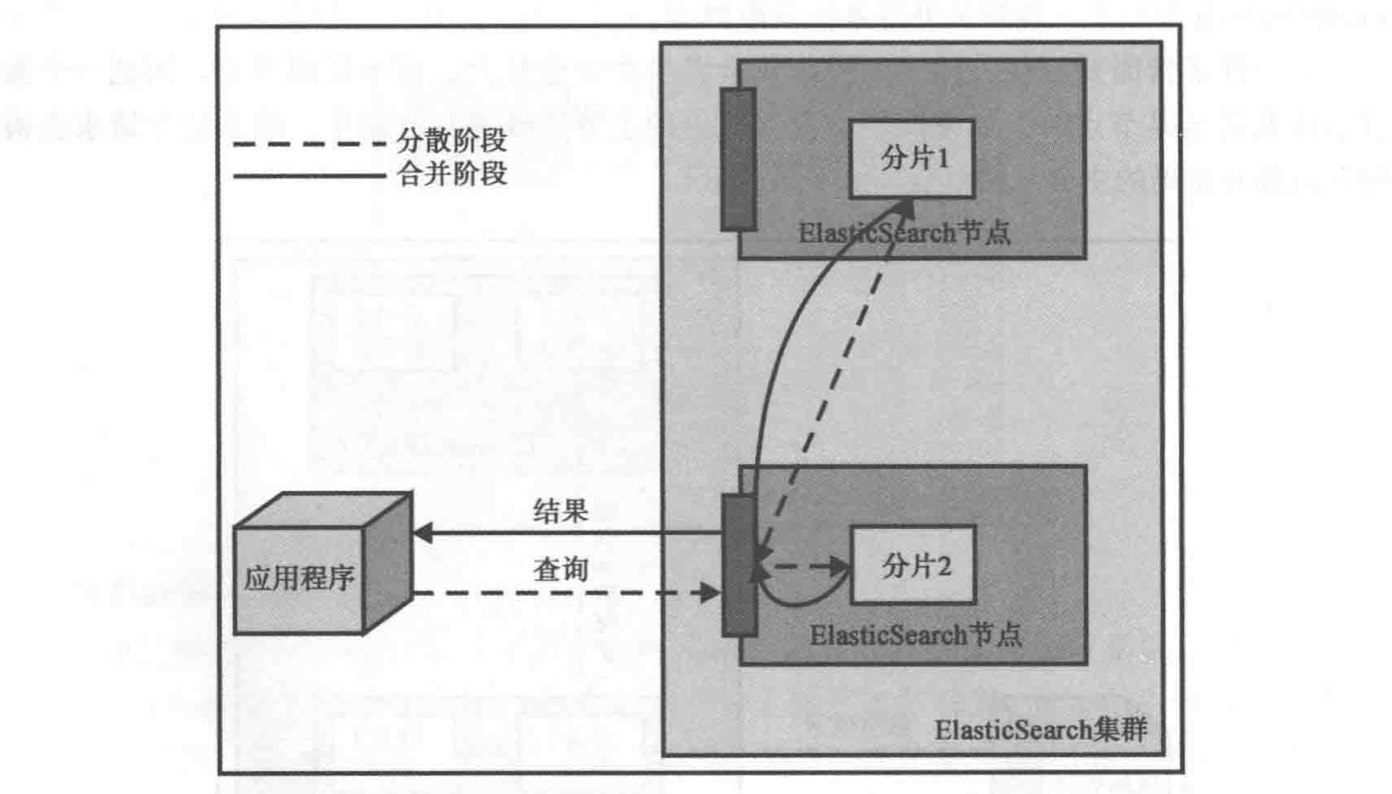 分散阶段
合并阶段
分片1
ElasticSearch节点
结果
查询
应用程序
分片2
ElasticSearch节点
ElasticSearch集群